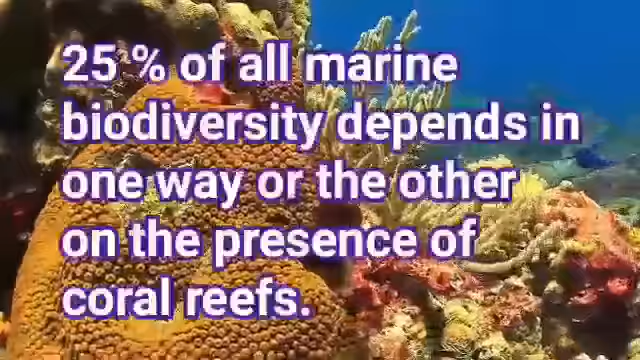 25 % of all marine
biodiversity depends in
one way or the other
on the presence of
coral reefs.